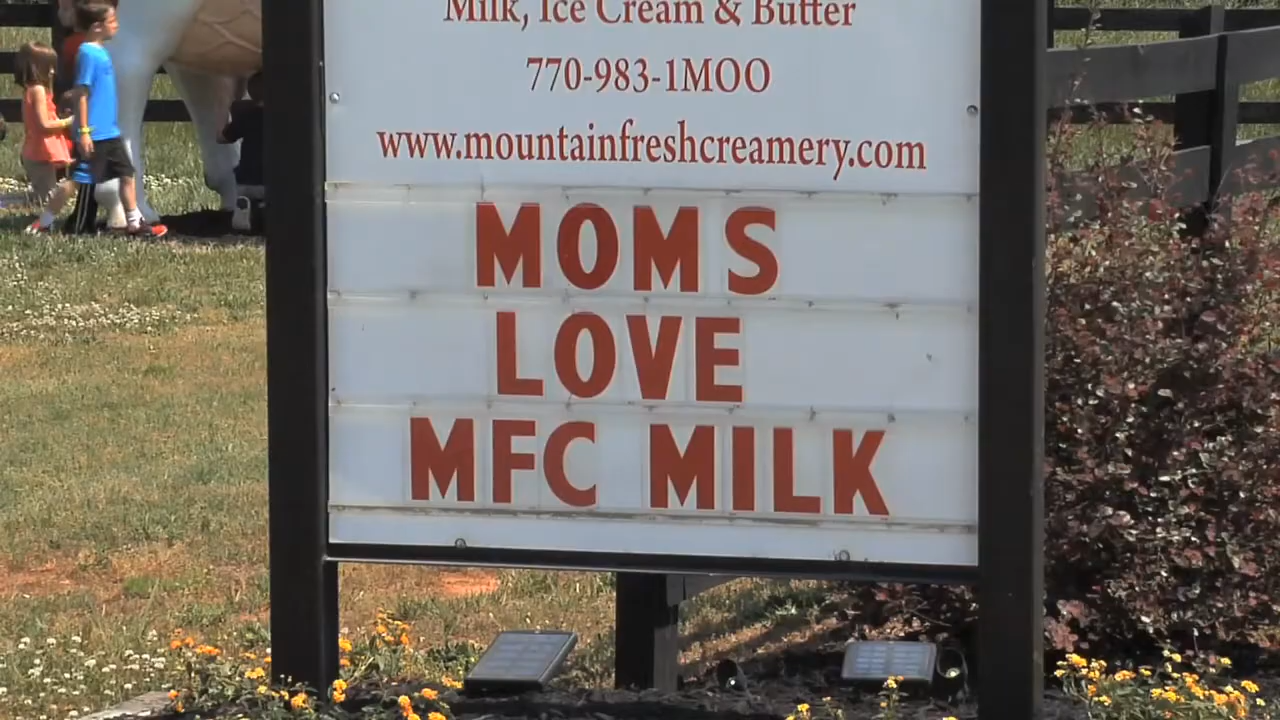 Milk, Ice Cream & Butter
770-983-1MOO
www.mountainfreshcreamery.com
MOMS
LOVE
MFC MILK